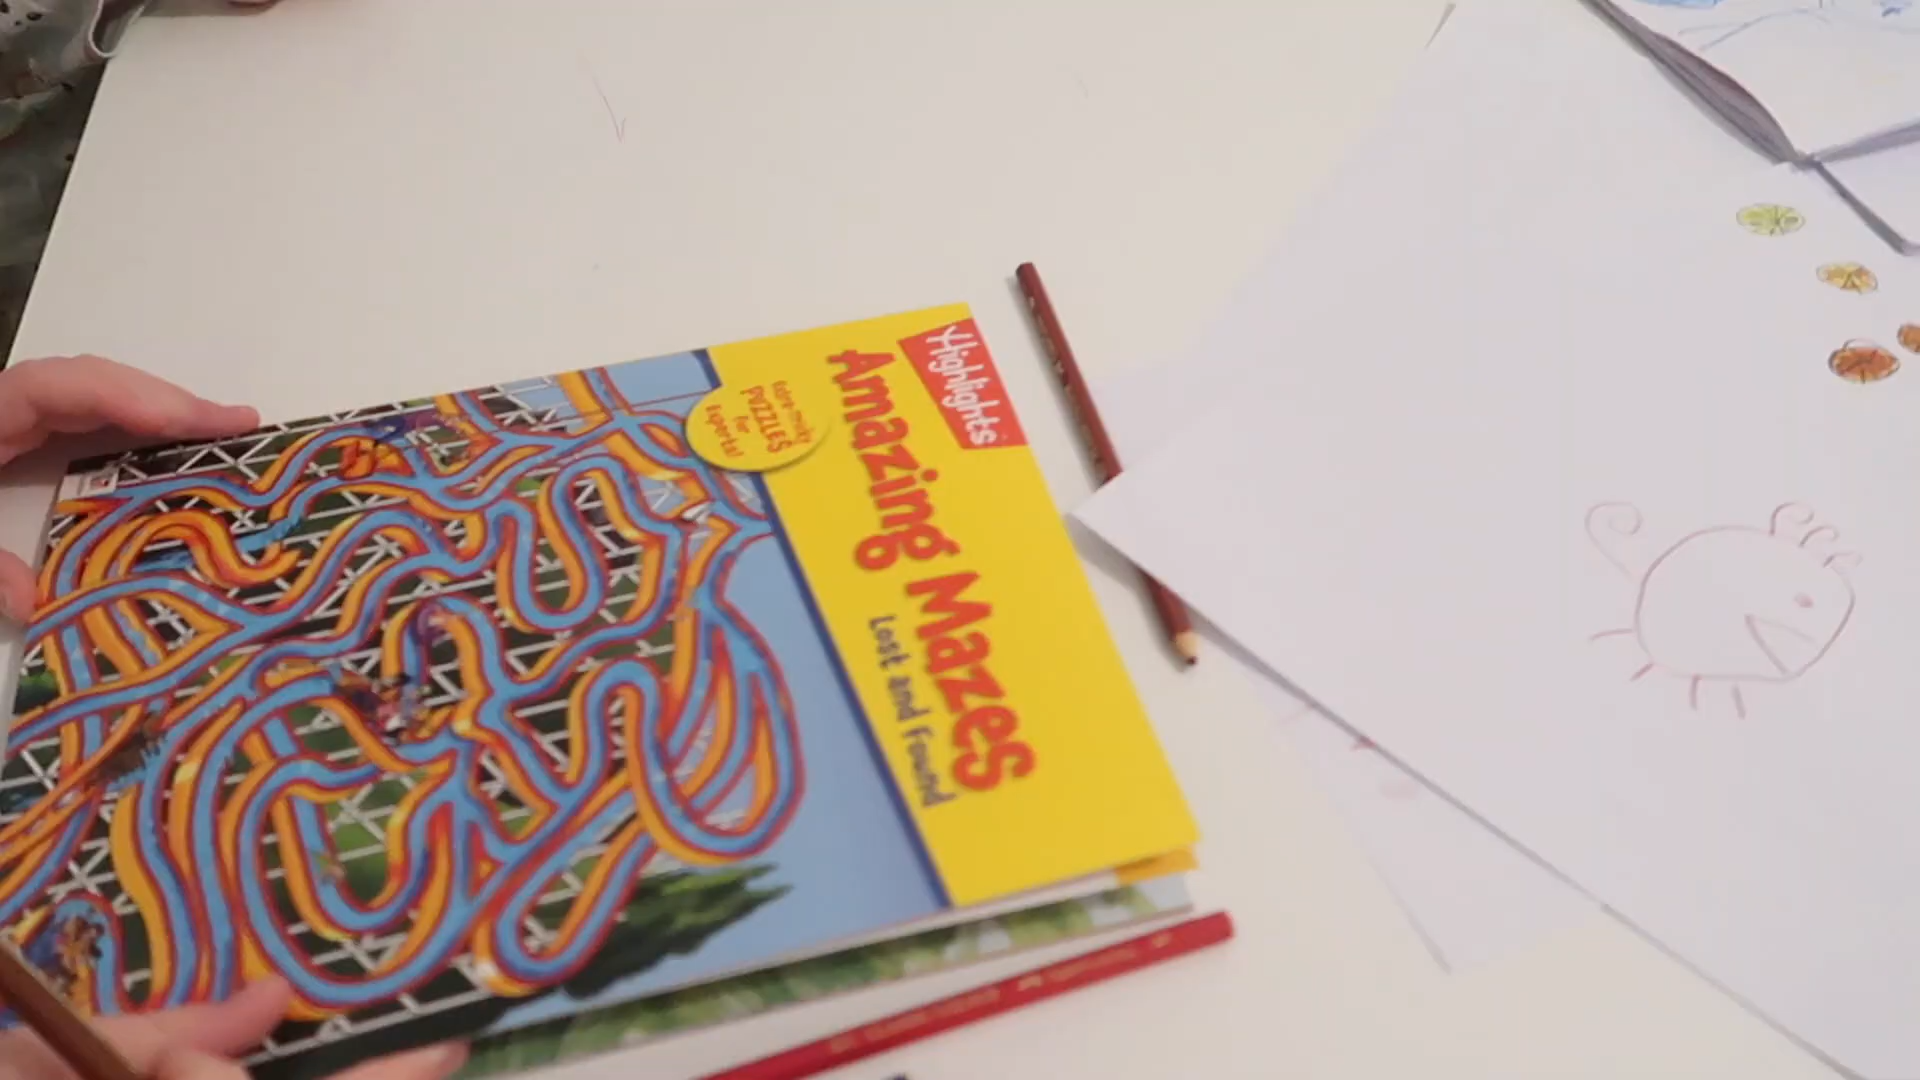 Highlights
Amazing Mazes
Lost and Found
Extra-tricky
PUZZLES
for
Experts!